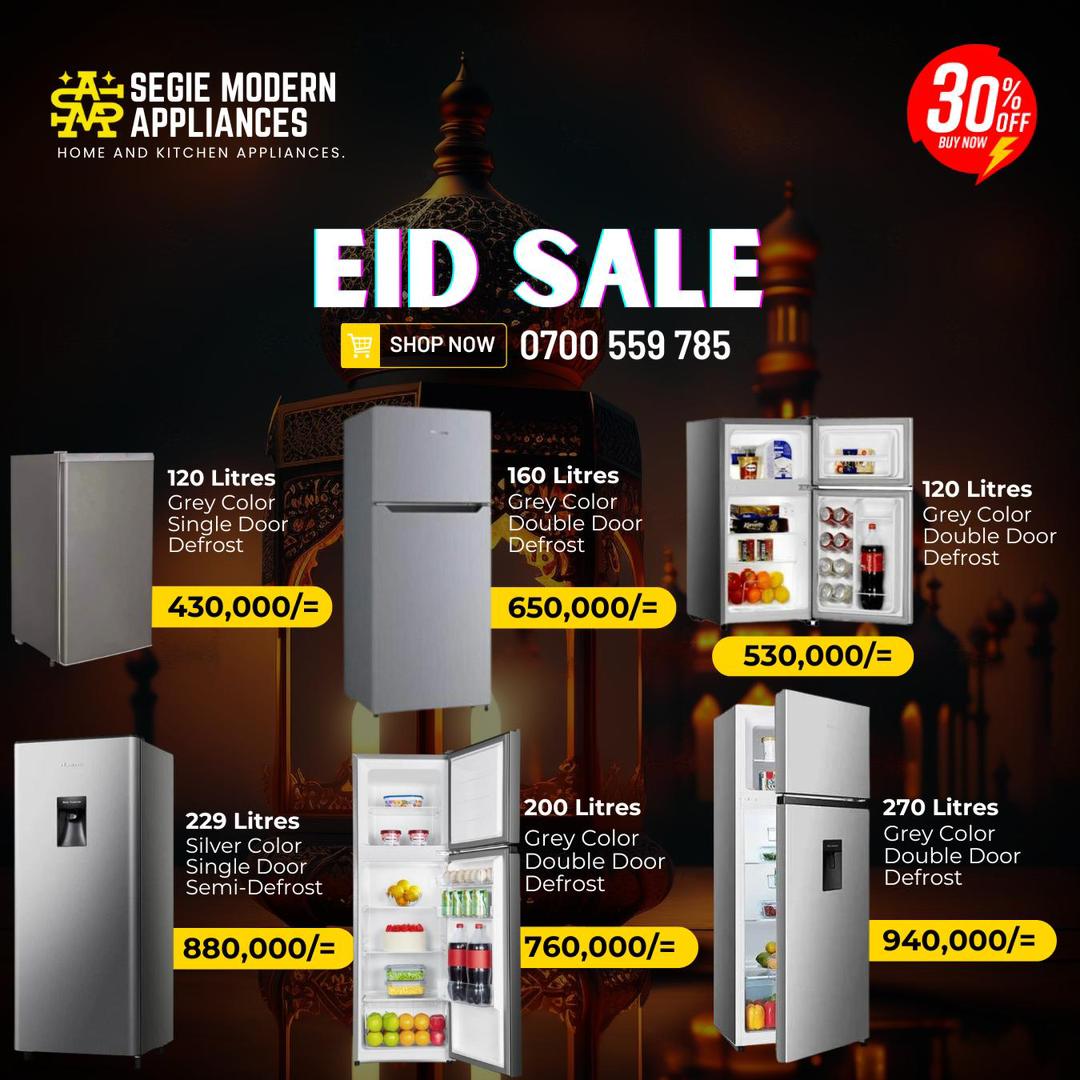 SEGIE MODERN
APPLIANCES
HOME AND KITCHEN APPLIANCES.
30%
OFF
BUY NOW
EID SALE
SHOP NOW
0700 559 785
120 Litres
Grey Color
Single Door
Defrost
430,000/=
160 Litres
Grey Color
Double Door
Defrost
650,000/=
120 Litres
Grey Color
Double Door
Defrost
530,000/=
229 Litres
Silver Color
Single Door
Semi-Defrost
880,000/=
200 Litres
Grey Color
Double Door
Defrost
760,000/=
270 Litres
Grey Color
Double Door
Defrost
940,000/=